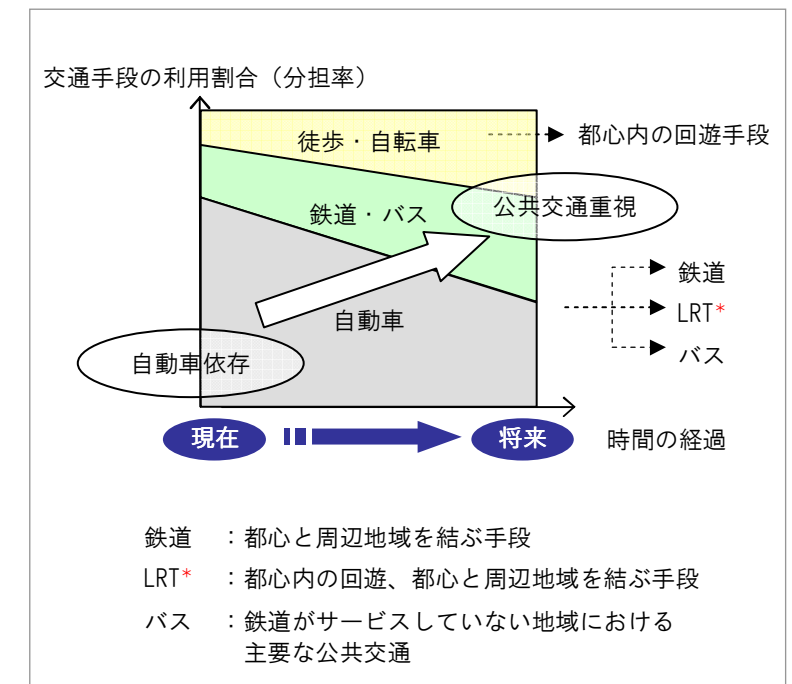 交通手段の利用割合（分担率）
徒歩・自転車
都心内の回遊手段
鉄道・バス
公共交通重視
鉄道
自動車
LRT*
自動車依存
バス
現在
将来
時間の経過
鉄道 ：都心と周辺地域を結ぶ手段
LRT* ：都心内の回遊、都心と周辺地域を結ぶ手段
バス ：鉄道がサービスしていない地域における
主要な公共交通